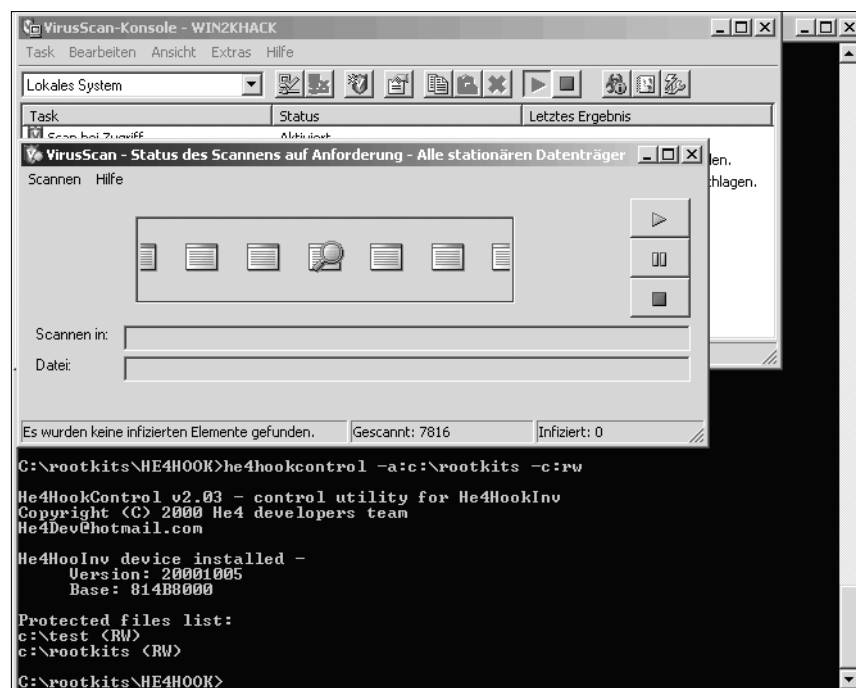 VirusScan-Konsole - WIN2KHACK
Task Bearbeiten Ansicht Extras Hilfe
Lokales System
Task Status Letztes Ergebnis
Scan bei Zugriff Aktiviert
VirusScan - Status des Scannens auf Anforderung - Alle stationären Datenträger
len.
Scannen Hilfe
chlagen.
Scannen in:
Datei:
Es wurden keine infizierten Elemente gefunden. Gescannt: 7816 Infiziert: 0
C:\rootkits\HE4HOOK>he4hookcontrol -a:c:\rootkits -c:rw
He4HookControl v2.03 - control utility for He4HookInv
Copyright (C) 2000 He4 developers team
He4Dev@hotmail.com
He4HooInv device installed -
Version: 20001005
Base: 814B8000
Protected files list:
c:\test (RW)
c:\rootkits (RW)
C:\rootkits\HE4HOOK>